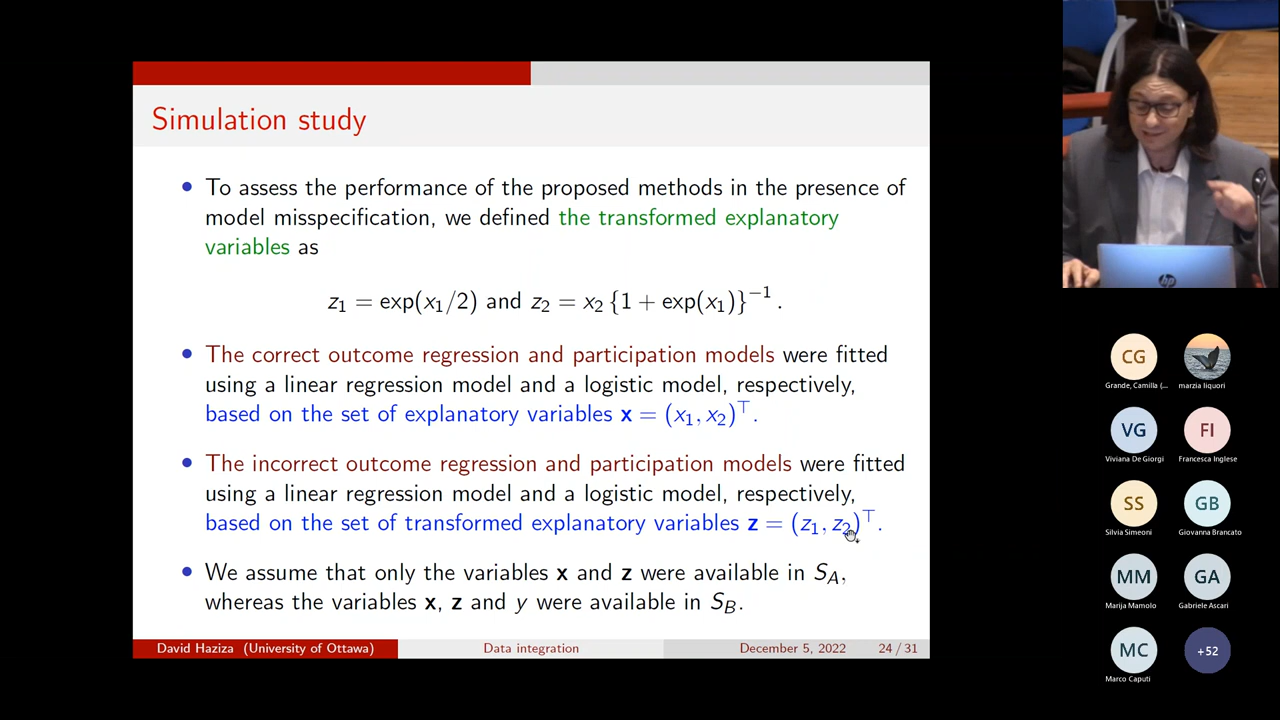 Simulation study
• To assess the performance of the proposed methods in the presence of
model misspecification, we defined the transformed explanatory
variables as
z₁ = exp(x₁/2) and z₂ = x₂ {1 + exp(x₁)}⁻¹ .
• The correct outcome regression and participation models were fitted
using a linear regression model and a logistic model, respectively,
based on the set of explanatory variables x = (x₁, x₂)⊤.
• The incorrect outcome regression and participation models were fitted
using a linear regression model and a logistic model, respectively,
based on the set of transformed explanatory variables z = (z₁, z₂)⊤.
• We assume that only the variables x and z were available in S_A,
whereas the variables x, z and y were available in S_B.
David Haziza (University of Ottawa) Data integration December 5, 2022 24 / 31
hp
CG
Grande, Camilla (...
marzia liquori
VG
Viviana De Giorgi
FI
Francesca Inglese
SS
Silvia Simeoni
GB
Giovanna Brancato
MM
Marija Mamolo
GA
Gabriele Ascari
MC
Marco Caputi
+52